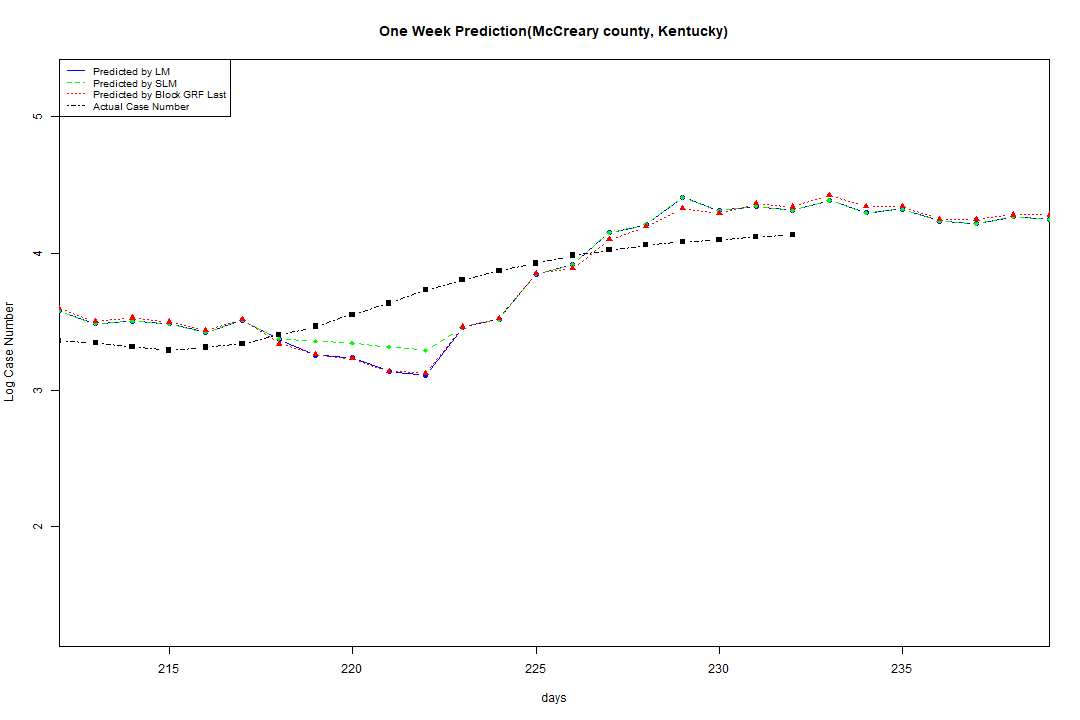 One Week Prediction(McCreary county, Kentucky)
Predicted by LM
Predicted by SLM
Predicted by Block GRF Last
Actual Case Number
5
4
3
2
Log Case Number
215 220 225 230 235
days